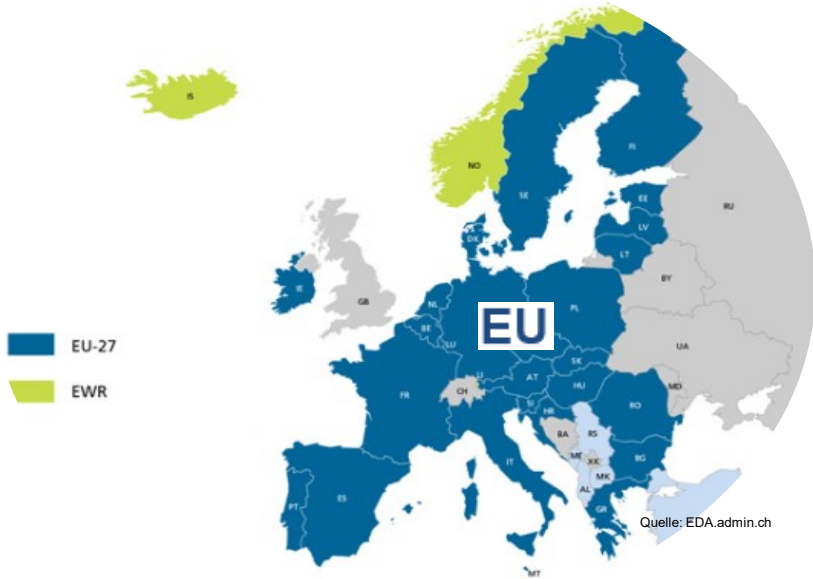 IS
NO
SE
FI
RU
EE
LV
LT
DK
BY
IE
GB
NL
PL
BE
EU
UA
EU-27
LU
SK
LI
AT
MD
EWR
CH
HU
FR
SI
HR
RO
BA
RS
ME
XK
BG
IT
MK
AL
PT
ES
GR
Quelle: EDA.admin.ch
MT